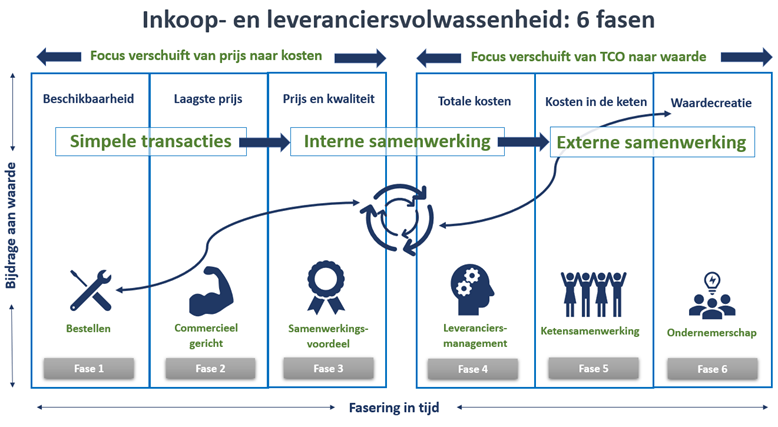 Inkoop- en leveranciersvolwassenheid: 6 fasen
Focus verschuift van prijs naar kosten
Focus verschuift van TCO naar waarde
Beschikbaarheid
Laagste prijs
Prijs en kwaliteit
Totale kosten
Kosten in de keten
Waardecreatie
Simpele transacties
Interne samenwerking
Externe samenwerking
Bijdrage aan waarde
Bestellen
Commercieel
gericht
Samenwerkings-
voordeel
Leveranciers-
management
Ketensamenwerking
Ondernemerschap
Fase 1
Fase 2
Fase 3
Fase 4
Fase 5
Fase 6
Fasering in tijd